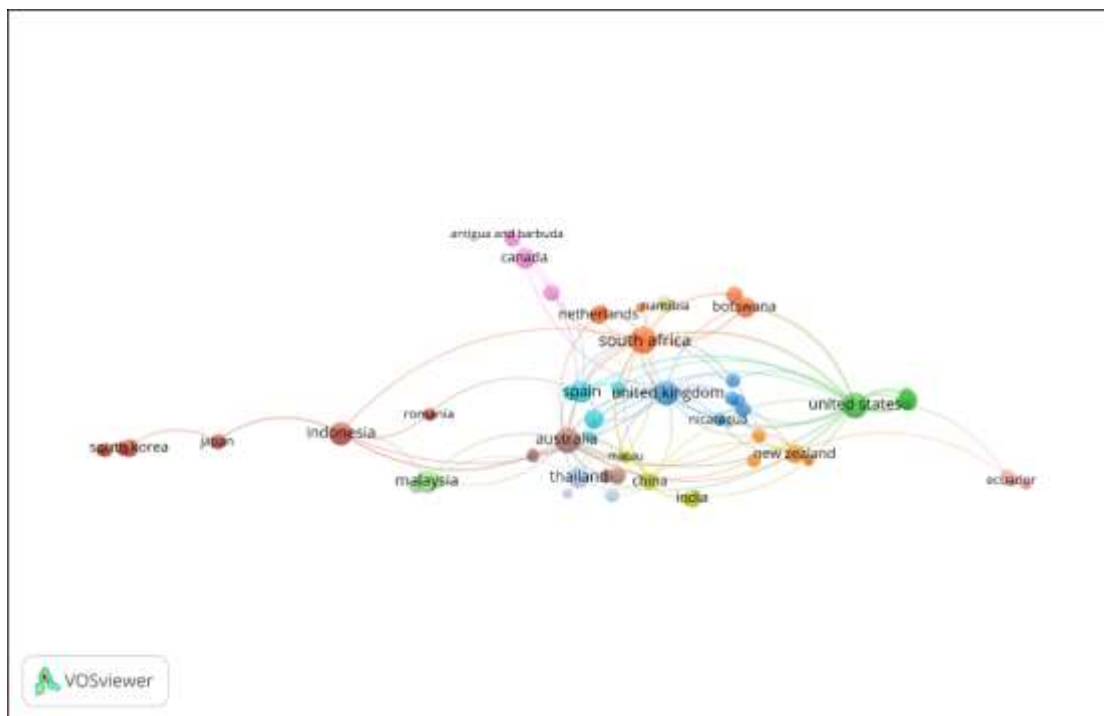 antigua and barbuda
canada
netherlands
namibia
botswana
south africa
spain
united kingdom
united states
romania
nicaragua
indonesia
australia
south korea
japan
macau
new zealand
malaysia
thailand
china
india
ecuador
VOSviewer